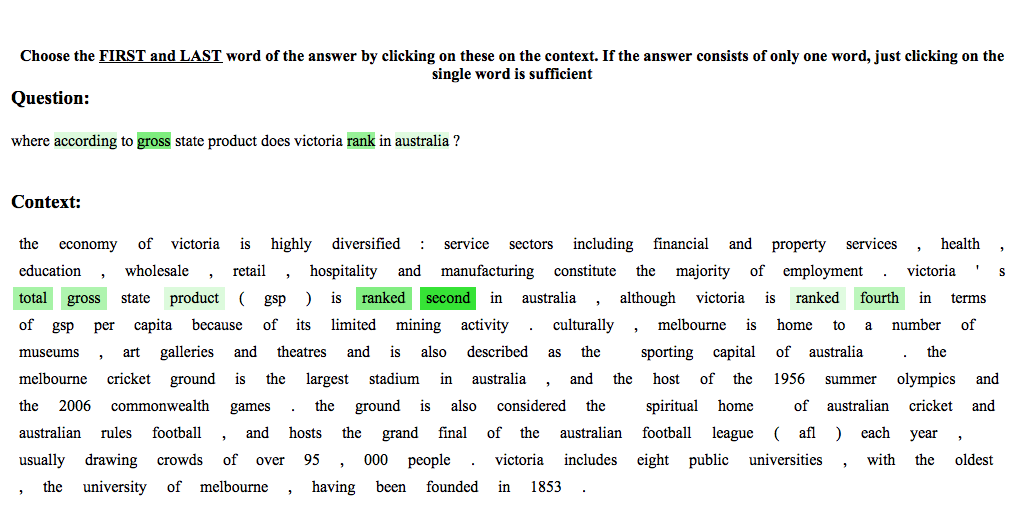 Choose the FIRST and LAST word of the answer by clicking on these on the context. If the answer consists of only one word, just clicking on the
single word is sufficient
Question:
where according to gross state product does victoria rank in australia ?
Context:
the economy of victoria is highly diversified : service sectors including financial and property services , health ,
education , wholesale , retail , hospitality and manufacturing constitute the majority of employment . victoria ' s
total gross state product ( gsp ) is ranked second in australia , although victoria is ranked fourth in terms
of gsp per capita because of its limited mining activity . culturally , melbourne is home to a number of
museums , art galleries and theatres and is also described as the sporting capital of australia . the
melbourne cricket ground is the largest stadium in australia , and the host of the 1956 summer olympics and
the 2006 commonwealth games . the ground is also considered the spiritual home of australian cricket and
australian rules football , and hosts the grand final of the australian football league ( afl ) each year ,
usually drawing crowds of over 95 , 000 people . victoria includes eight public universities , with the oldest
, the university of melbourne , having been founded in 1853 .